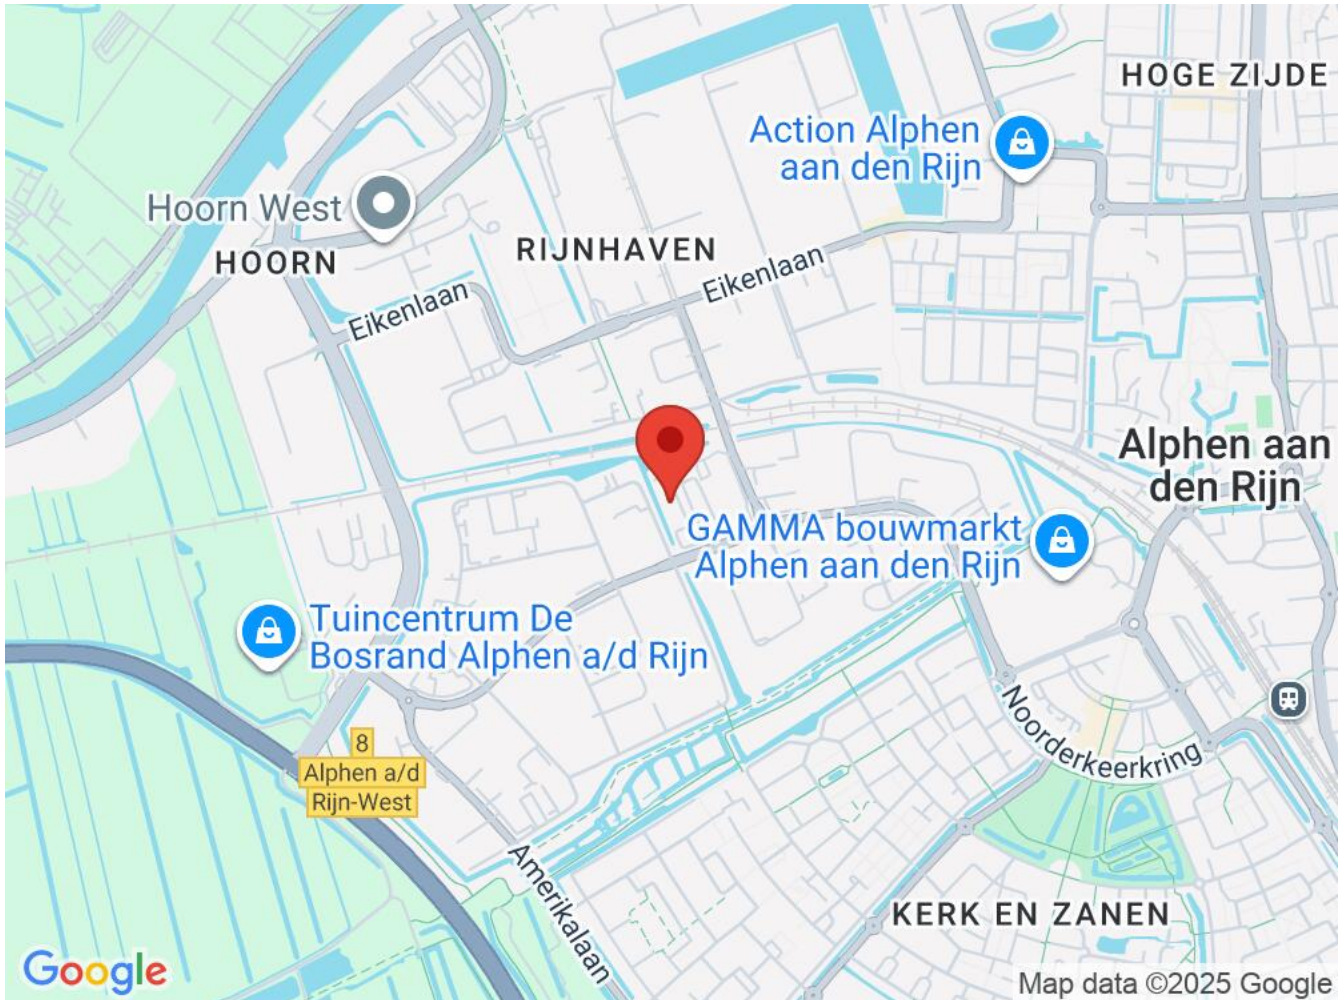 HOGE ZIJDE
Action Alphen
aan den Rijn
Hoorn West
HOORN
RIJNHAVEN
Eikenlaan
Eikenlaan
Alphen aan
den Rijn
GAMMA bouwmarkt
Alphen aan den Rijn
Tuincentrum De
Bosrand Alphen a/d Rijn
Noorderkeerkring
8
Alphen a/d
Rijn-West
Amerikalaan
KERK EN ZANEN
Google
Map data ©2025 Google